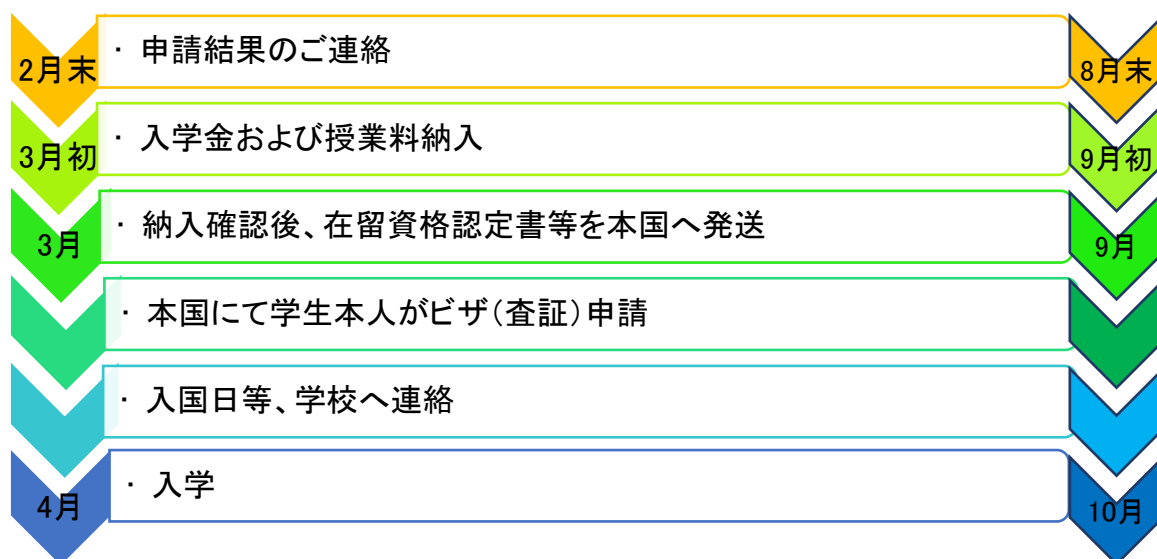 2月末 ・ 申請結果のご連絡 8月末
3月初 ・ 入学金および授業料納入 9月初
3月 ・ 納入確認後、在留資格認定書等を本国へ発送 9月
・ 本国にて学生本人がビザ(査証)申請
・ 入国日等、学校へ連絡
4月 ・ 入学 10月